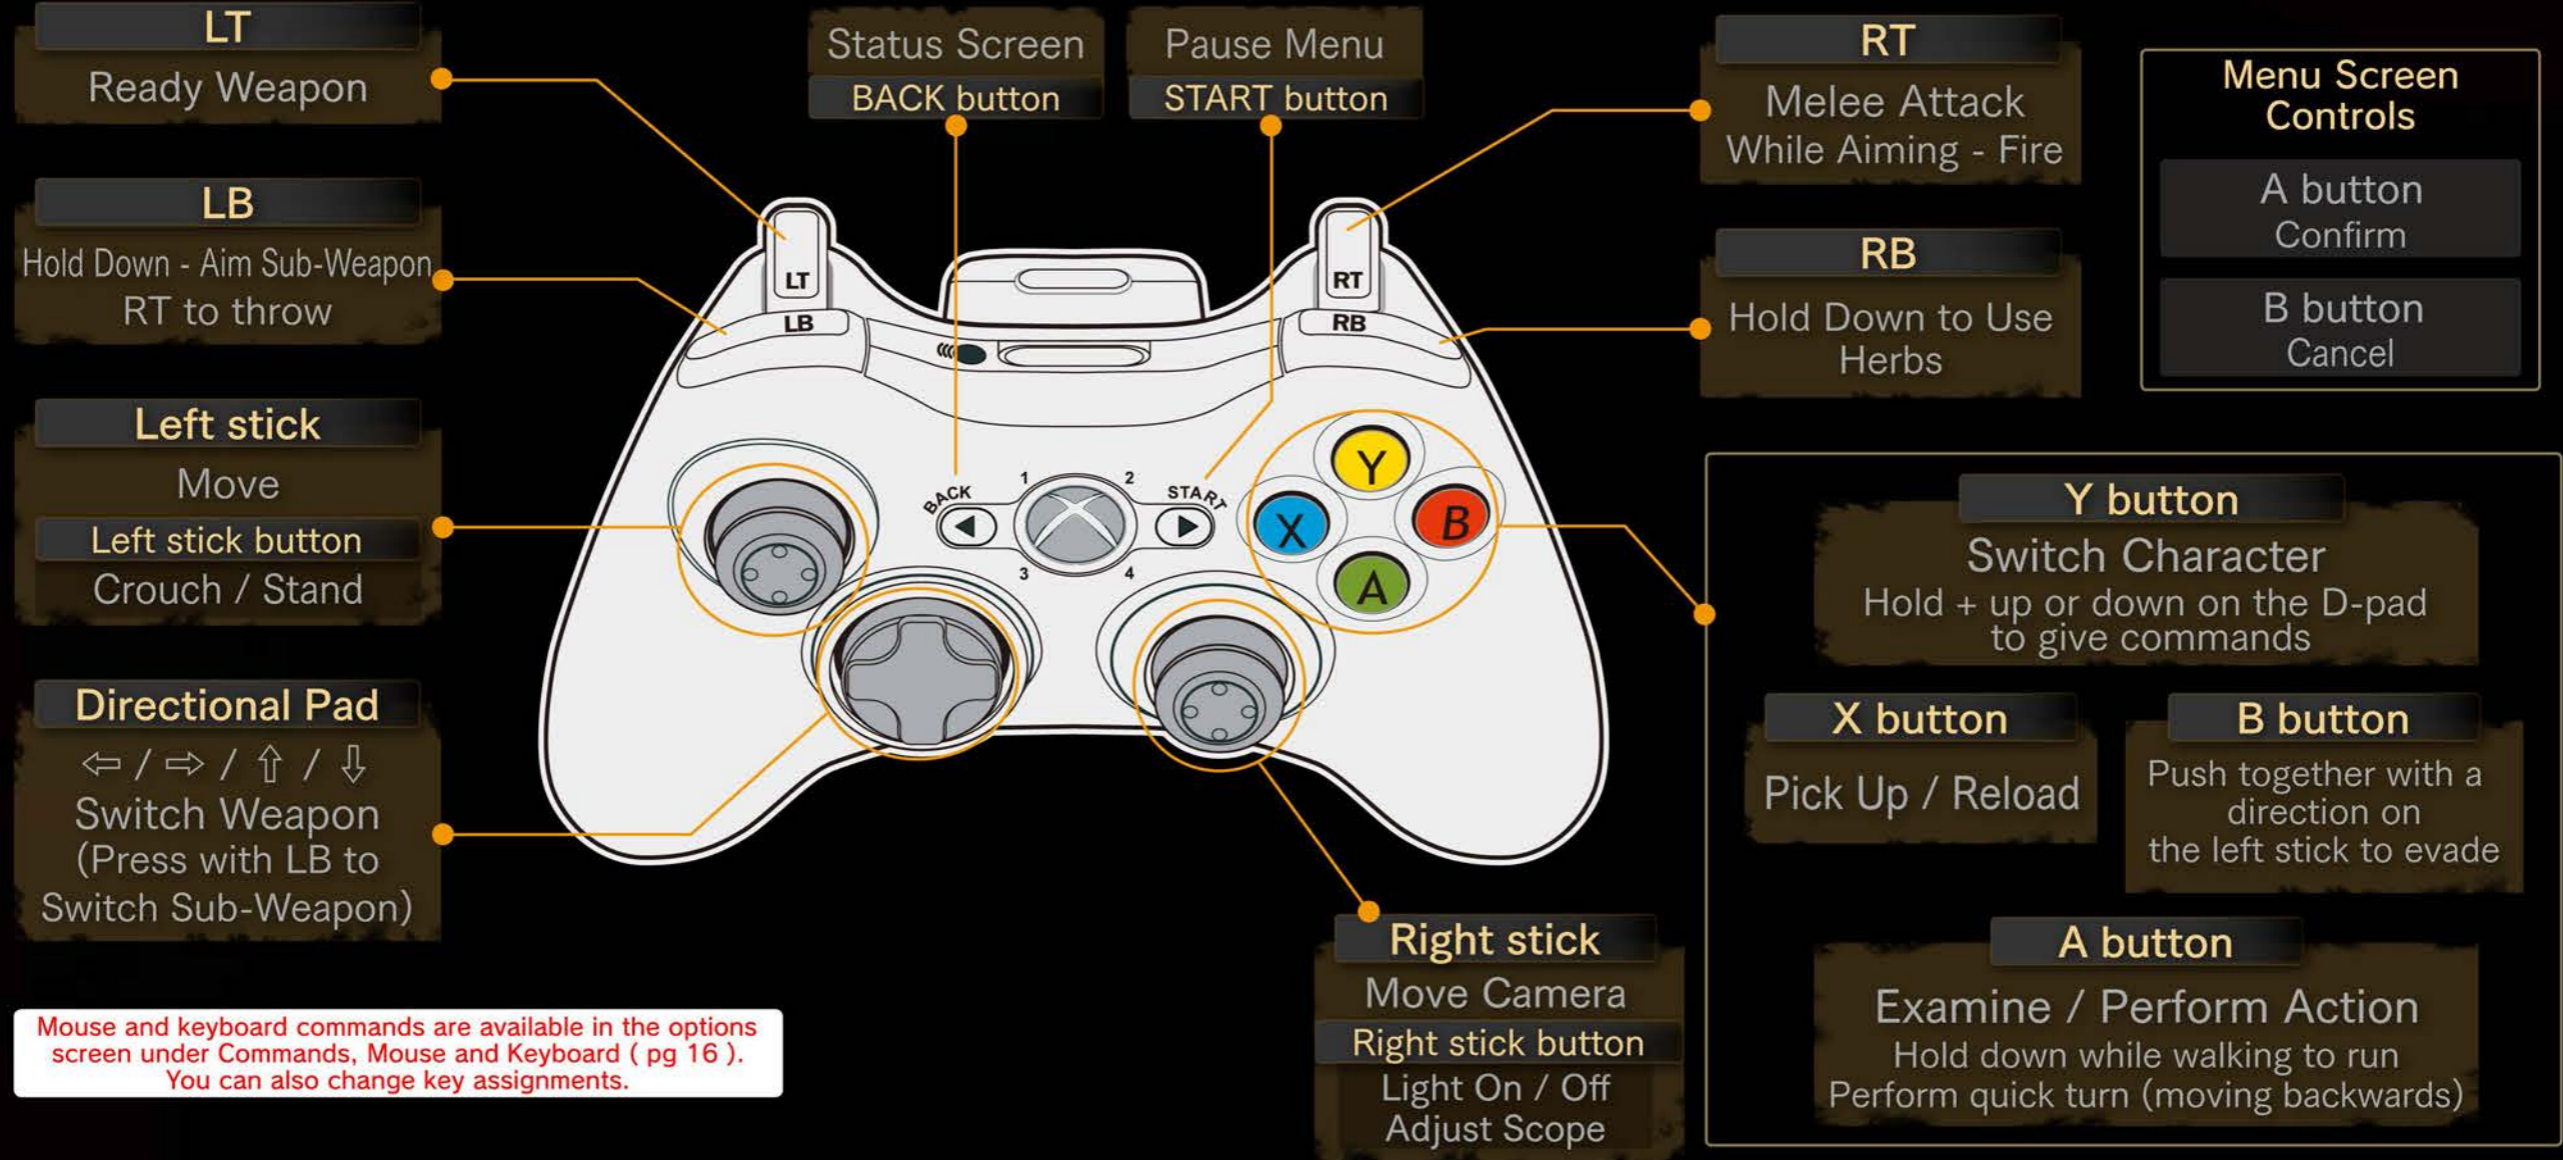 LT
Ready Weapon
LB
Hold Down - Aim Sub-Weapon
RT to throw
Left stick
Move
Left stick button
Crouch / Stand
Directional Pad
⇦ / ⇨ / ⇧ / ⇩
Switch Weapon
(Press with LB to
Switch Sub-Weapon)
Mouse and keyboard commands are available in the options
screen under Commands, Mouse and Keyboard ( pg 16 ).
You can also change key assignments.
Status Screen
BACK button
Pause Menu
START button
LT
LB
RT
RB
BACK
1
2
3
4
START
Y
X
B
A
RT
Melee Attack
While Aiming - Fire
RB
Hold Down to Use
Herbs
Menu Screen
Controls
A button
Confirm
B button
Cancel
Y button
Switch Character
Hold + up or down on the D-pad
to give commands
X button
Pick Up / Reload
B button
Push together with a
direction on
the left stick to evade
A button
Examine / Perform Action
Hold down while walking to run
Perform quick turn (moving backwards)
Right stick
Move Camera
Right stick button
Light On / Off
Adjust Scope